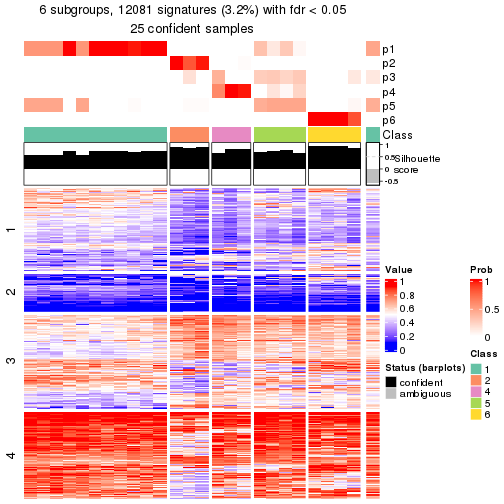 6 subgroups, 12081 signatures (3.2%) with fdr < 0.05
25 confident samples
p1
p2
p3
p4
p5
p6
Class
1
0.5
0
-0.5
Silhouette
score
1
2
3
4
Value
1
0.8
0.6
0.4
0.2
0
Status (barplots)
confident
ambiguous
Prob
1
0.5
0
Class
1
2
4
5
6